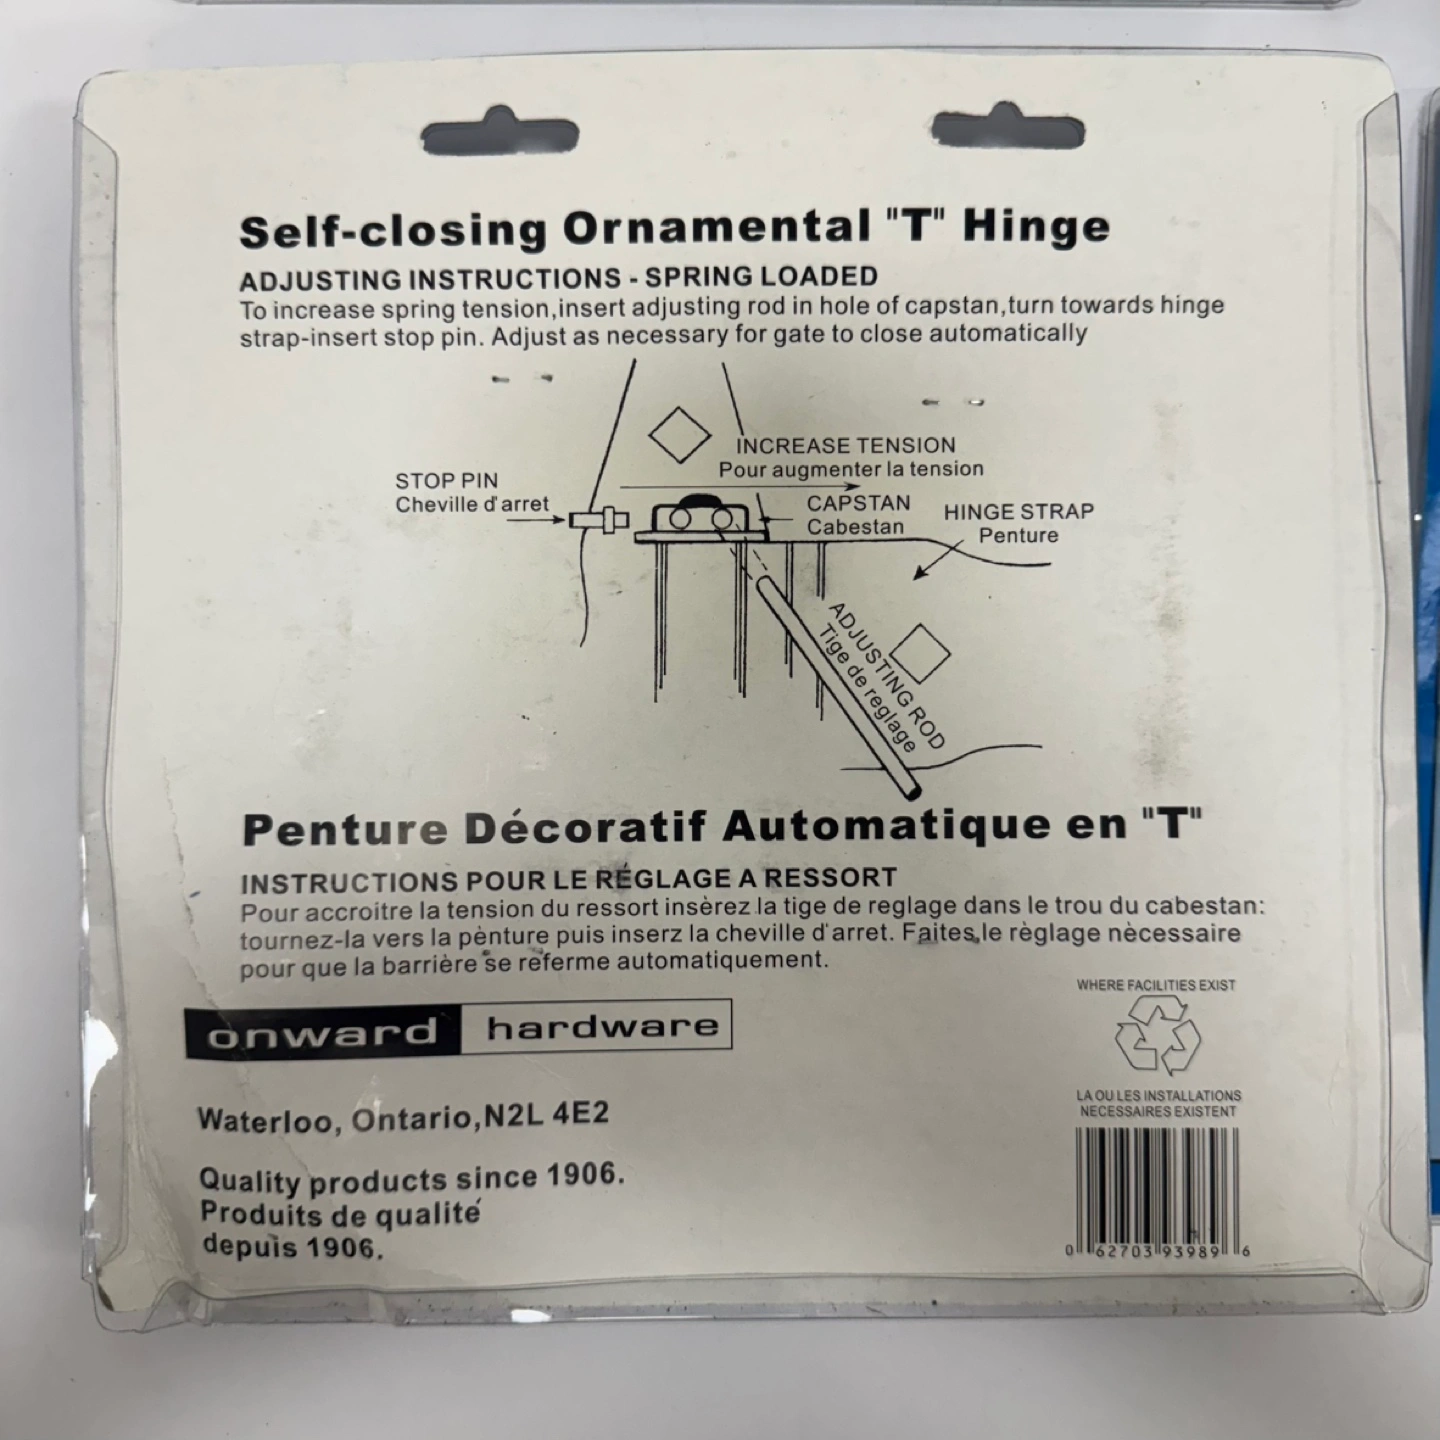 Self-closing Ornamental "T" Hinge
ADJUSTING INSTRUCTIONS - SPRING LOADED
To increase spring tension,insert adjusting rod in hole of capstan,turn towards hinge
strap-insert stop pin. Adjust as necessary for gate to close automatically
INCREASE TENSION
Pour augmenter la tension
STOP PIN
Cheville d'arret
CAPSTAN
Cabestan
HINGE STRAP
Penture
ADJUSTING ROD
Tige de reglage
Penture Décoratif Automatique en "T"
INSTRUCTIONS POUR LE RÉGLAGE A RESSORT
Pour accroitre la tension du ressort insèrez la tige de reglage dans le trou du cabestan:
tournez-la vers la pènture puis inserz la cheville d'arret. Faites le règlage nècessaire
pour que la barrière se referme automatiquement.
onward hardware
WHERE FACILITIES EXIST
LA OU LES INSTALLATIONS
NECESSAIRES EXISTENT
Waterloo, Ontario,N2L 4E2
Quality products since 1906.
Produits de qualité
depuis 1906.
0 62703 93989 6